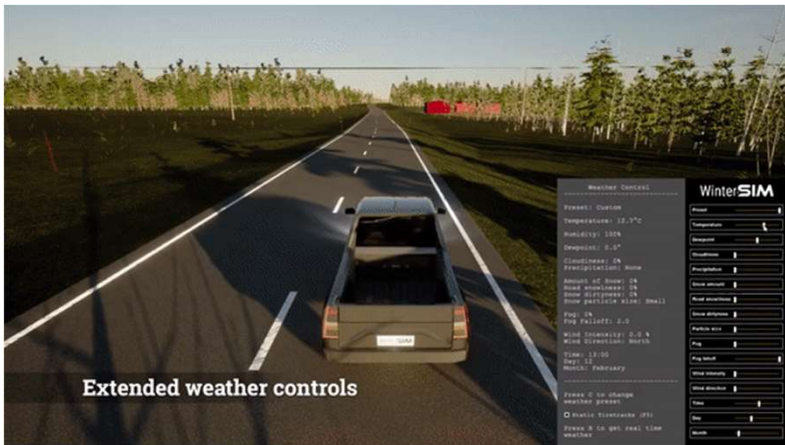 Weather Control
Preset: Custom
Temperature: 12.7°C
Humidity: 100%
Dewpoint: 0.0°
Cloudiness: 0%
Precipitation: None
Amount of Snow: 0%
Road snowiness: 0%
Snow dirtyness: 0%
Snow particle size: Small
Fog: 0%
Fog Falloff: 2.0
Wind Intensity: 0.0 %
Wind Direction: North
Time: 13:00
Day: 12
Month: February
Press C to change
weather preset
Static Tiretracks (F5)
Press B to get real time
weather
WinterSIM
Preset
Temperature
Dewpoint
Cloudiness
Precipitation
Snow amount
Road snowiness
Snow dirtyness
Particle size
Fog
Fog falloff
Wind intensity
Wind direction
Time
Day
Month
WinterSIM
Extended weather controls